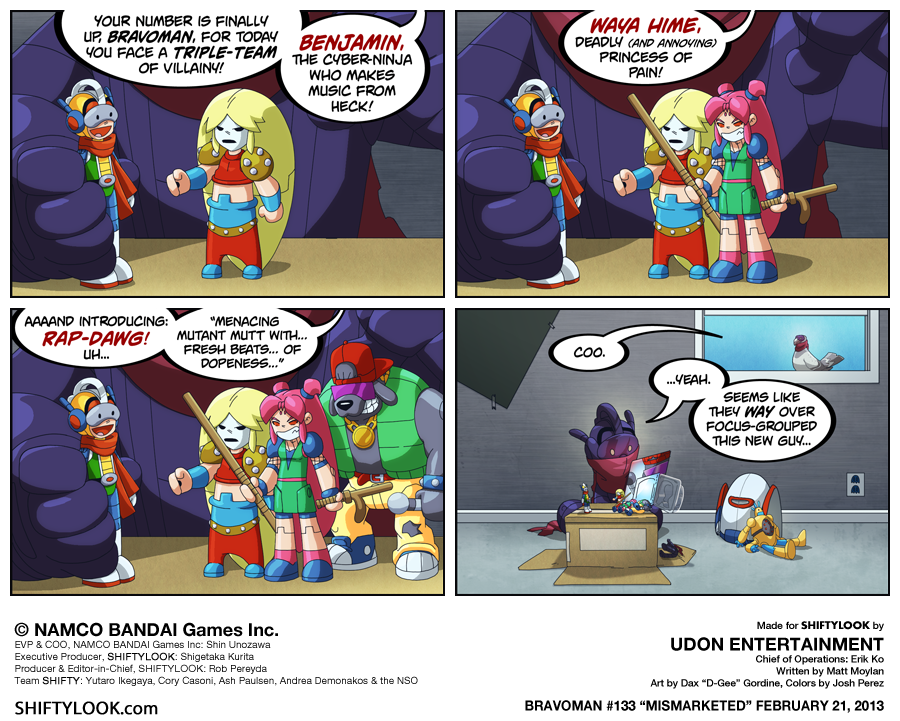 YOUR NUMBER IS FINALLY
UP, BRAVOMAN, FOR TODAY
YOU FACE A TRIPLE-TEAM
OF VILLAINY!
BENJAMIN,
THE CYBER-NINJA
WHO MAKES
MUSIC FROM
HECK!
WAYA HIME,
DEADLY (AND ANNOYING)
PRINCESS OF
PAIN!
AAAAND INTRODUCING:
RAP-DAWG!
UH...
"MENACING
MUTANT MUTT WITH...
FRESH BEATS... OF
DOPENESS..."
COO.
...YEAH.
SEEMS LIKE
THEY WAY OVER
FOCUS-GROUPED
THIS NEW GUY...
© NAMCO BANDAI Games Inc.
EVP & COO, NAMCO BANDAI Games Inc: Shin Unozawa
Executive Producer, SHIFTYLOOK: Shigetaka Kurita
Producer & Editor-in-Chief, SHIFTYLOOK: Rob Pereyda
Team SHIFTY: Yutaro Ikegaya, Cory Casoni, Ash Paulsen, Andrea Demonakos & the NSO
SHIFTYLOOK.com
Made for SHIFTYLOOK by
UDON ENTERTAINMENT
Chief of Operations: Erik Ko
Written by Matt Moylan
Art by Dax "D-Gee" Gordine, Colors by Josh Perez
BRAVOMAN #133 "MISMARKETED" FEBRUARY 21, 2013